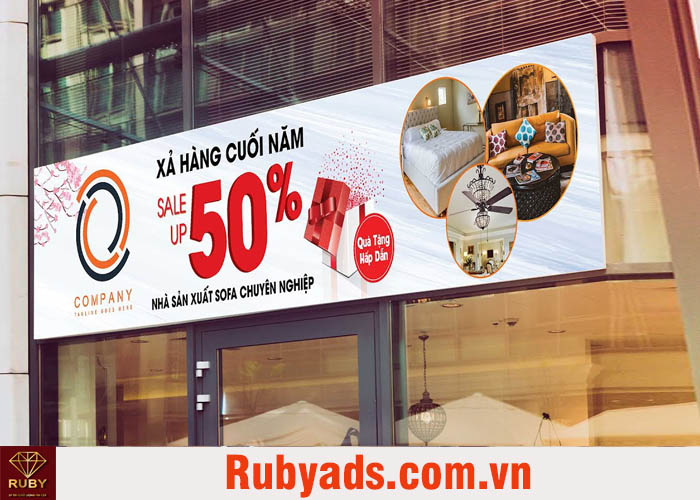 XẢ HÀNG CUỐI NĂM
SALE
UP
50%
Quà Tặng
Hấp Dẫn
NHÀ SẢN XUẤT SOFA CHUYÊN NGHIỆP
COMPANY
TAGLINE GOES HERE
RUBY
Rubyads.com.vn